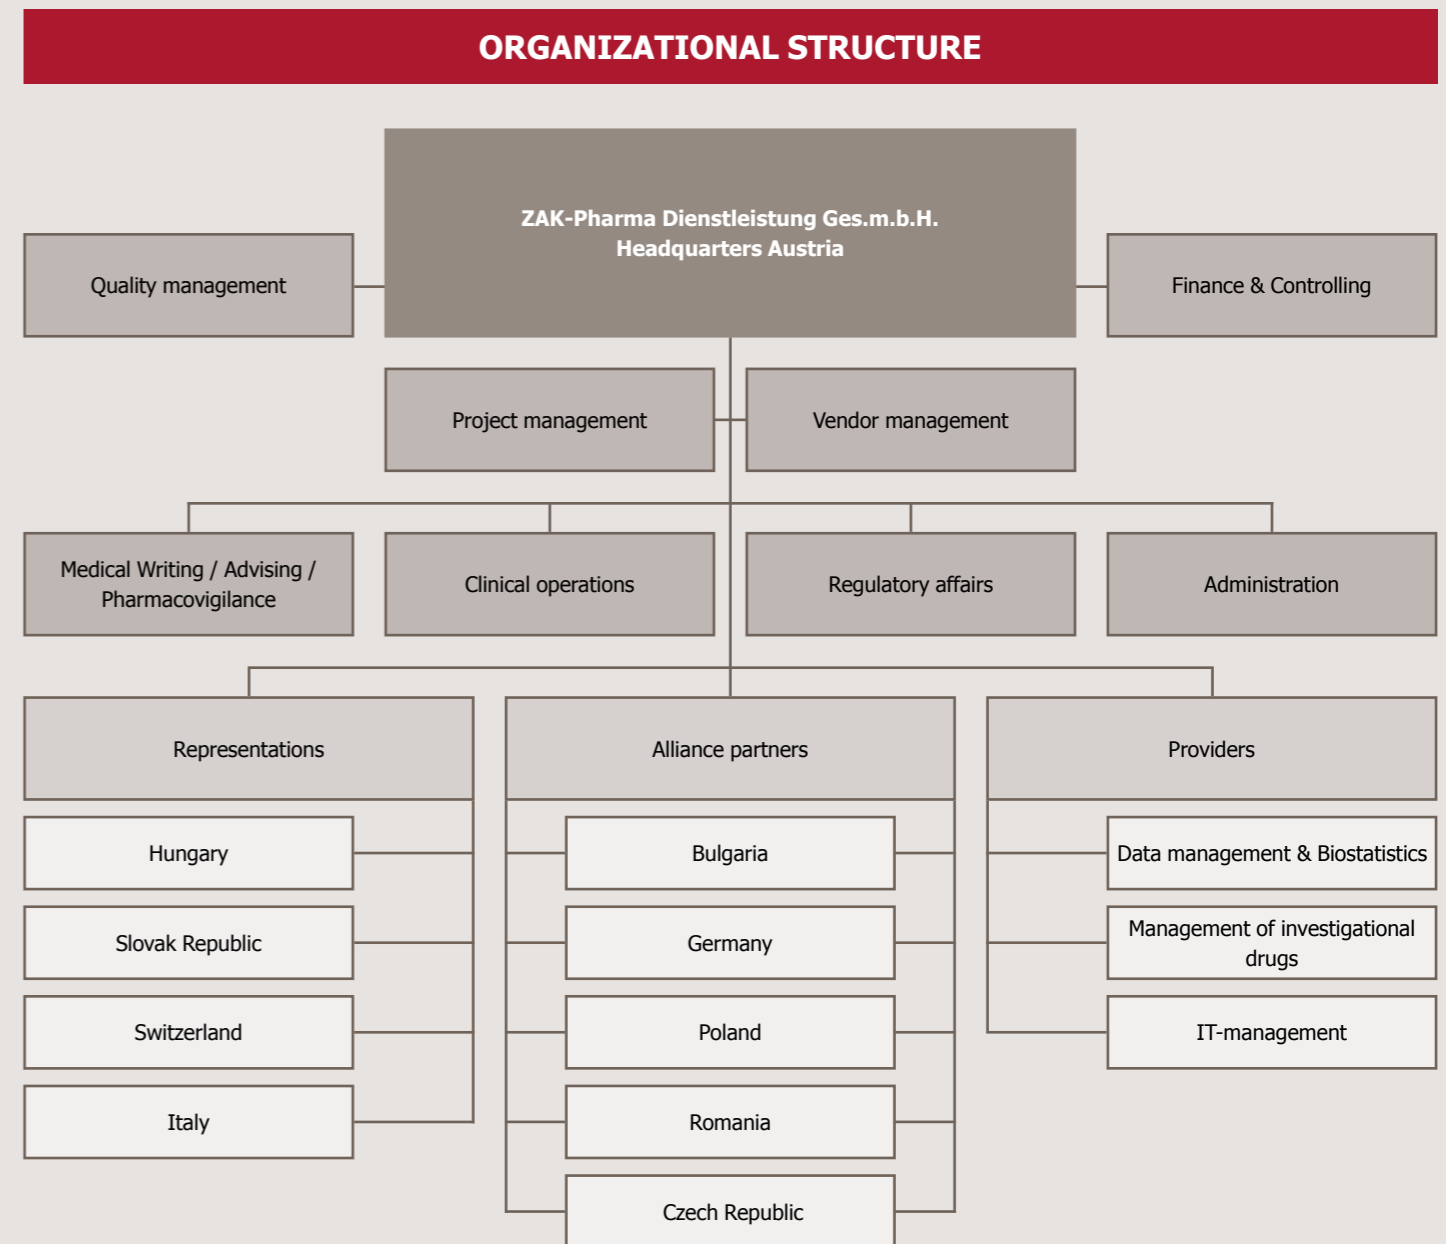 ORGANIZATIONAL STRUCTURE
ZAK-Pharma Dienstleistung Ges.m.b.H.
Headquarters Austria
Quality management
Finance & Controlling
Project management
Vendor management
Medical Writing / Advising /
Pharmacovigilance
Clinical operations
Regulatory affairs
Administration
Representations
Alliance partners
Providers
Hungary
Bulgaria
Data management & Biostatistics
Slovak Republic
Germany
Management of investigational
drugs
Switzerland
Poland
IT-management
Italy
Romania
Czech Republic